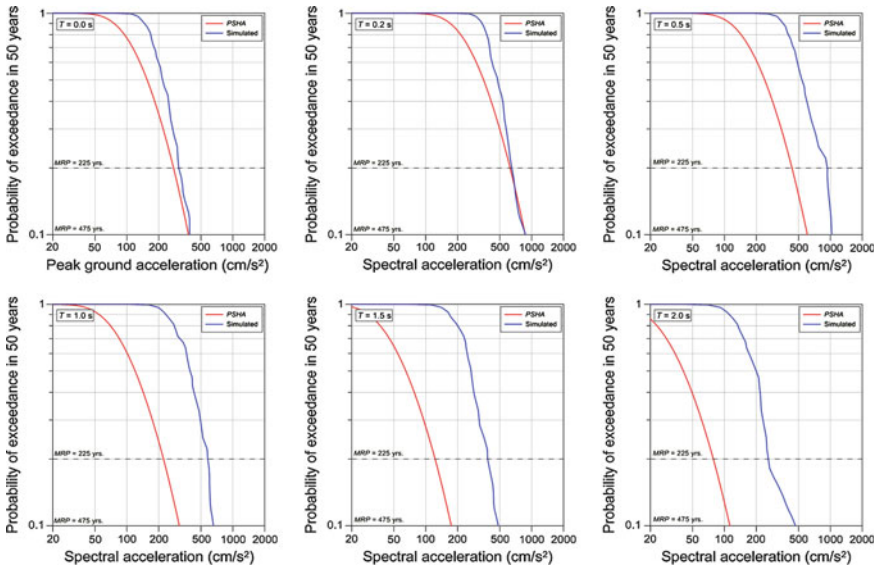 T = 0.0 s
PSHA
Simulated
MRP = 225 yrs.
MRP = 475 yrs.
Probability of exceedance in 50 years
1
0.1
20 50 100 200 500 1000 2000
Peak ground acceleration (cm/s²)
T = 0.2 s
PSHA
Simulated
MRP = 225 yrs.
MRP = 475 yrs.
Probability of exceedance in 50 years
1
0.1
20 50 100 200 500 1000 2000
Spectral acceleration (cm/s²)
T = 0.5 s
PSHA
Simulated
MRP = 225 yrs.
MRP = 475 yrs.
Probability of exceedance in 50 years
1
0.1
20 50 100 200 500 1000 2000
Spectral acceleration (cm/s²)
T = 1.0 s
PSHA
Simulated
MRP = 225 yrs.
MRP = 475 yrs.
Probability of exceedance in 50 years
1
0.1
20 50 100 200 500 1000 2000
Spectral acceleration (cm/s²)
T = 1.5 s
PSHA
Simulated
MRP = 225 yrs.
MRP = 475 yrs.
Probability of exceedance in 50 years
1
0.1
20 50 100 200 500 1000 2000
Spectral acceleration (cm/s²)
T = 2.0 s
PSHA
Simulated
MRP = 225 yrs.
MRP = 475 yrs.
Probability of exceedance in 50 years
1
0.1
20 50 100 200 500 1000 2000
Spectral acceleration (cm/s²)